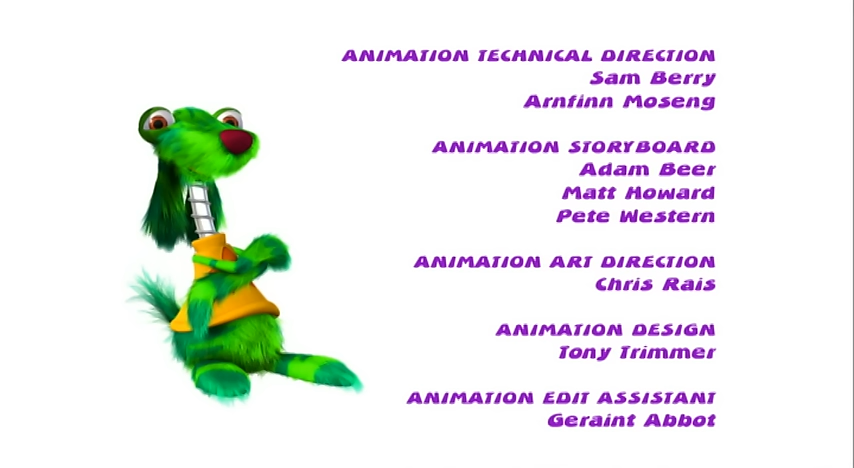 ANIMATION TECHNICAL DIRECTION
Sam Berry
Arnfinn Moseng
ANIMATION STORYBOARD
Adam Beer
Matt Howard
Pete Western
ANIMATION ART DIRECTION
Chris Rais
ANIMATION DESIGN
Tony Trimmer
ANIMATION EDIT ASSISTANT
Geraint Abbot